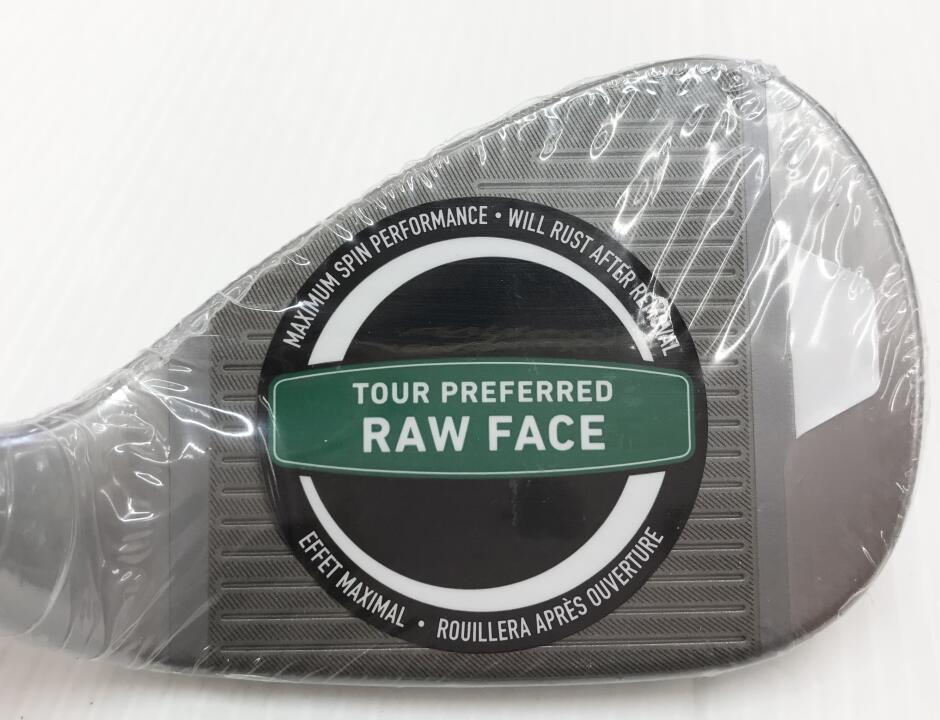 MAXIMUM SPIN PERFORMANCE • WILL RUST AFTER REMOVAL
TOUR PREFERRED
RAW FACE
EFFET MAXIMAL • ROUILLERA APRÈS OUVERTURE